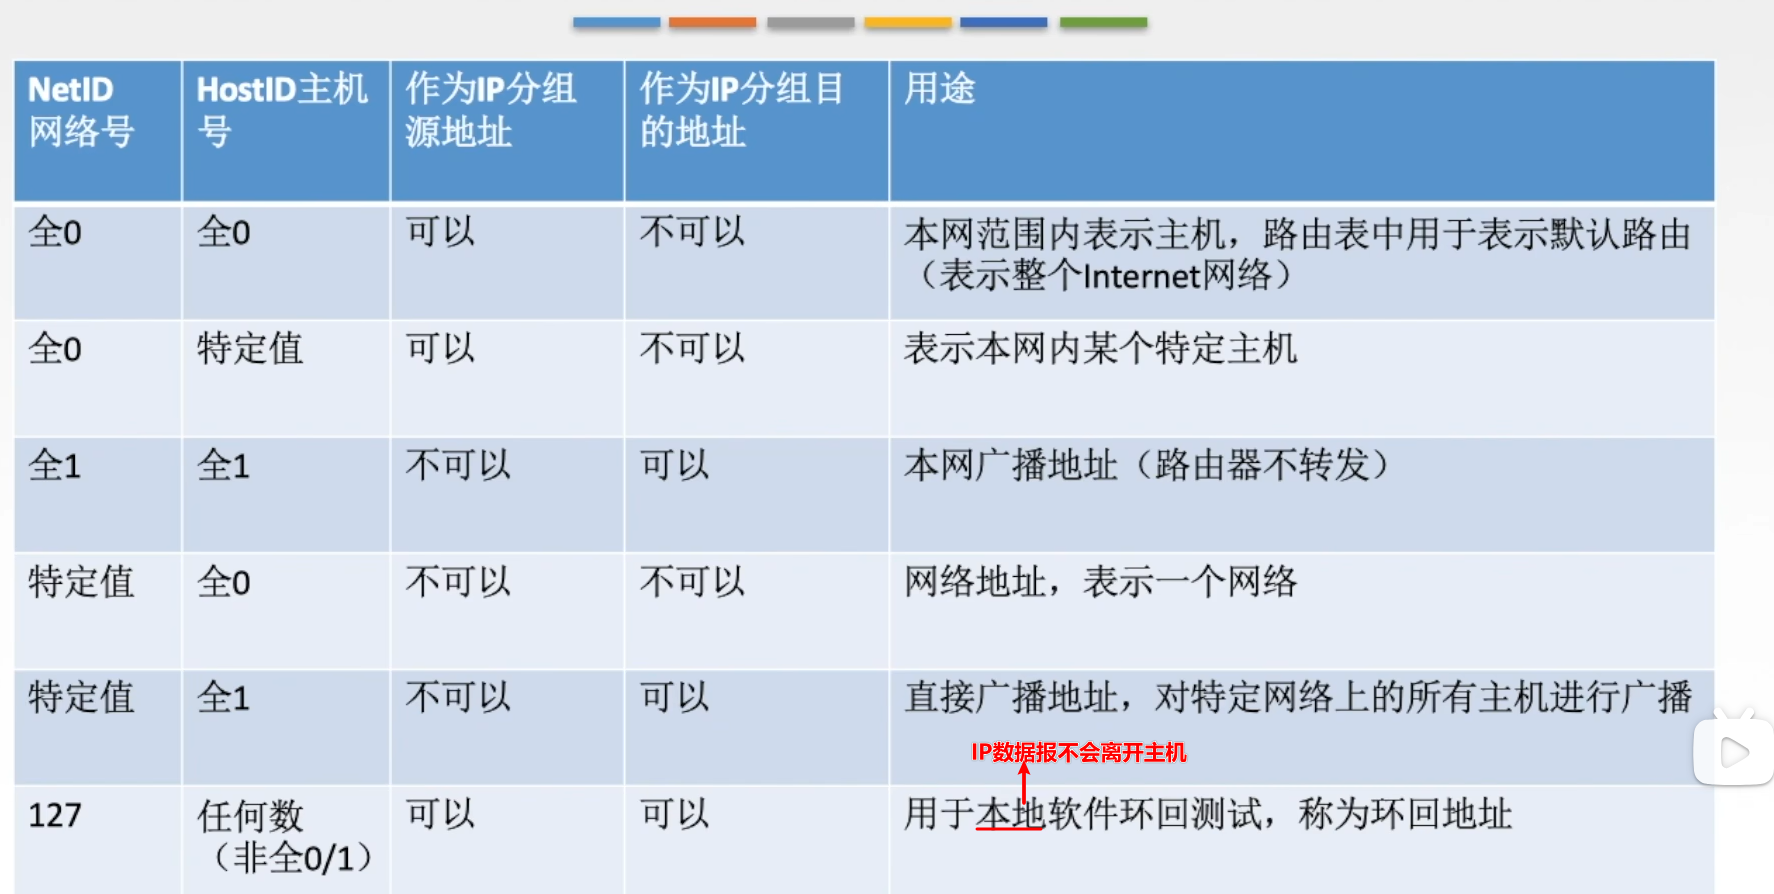 NetID
网络号
HostID主机
号
作为IP分组
源地址
作为IP分组目
的地址
用途
全0
全0
可以
不可以
本网范围内表示主机，路由表中用于表示默认路由
（表示整个Internet网络）
全0
特定值
可以
不可以
表示本网内某个特定主机
全1
全1
不可以
可以
本网广播地址（路由器不转发）
特定值
全0
不可以
不可以
网络地址，表示一个网络
特定值
全1
不可以
可以
直接广播地址，对特定网络上的所有主机进行广播
IP数据报不会离开主机
127
任何数
（非全0/1）
可以
可以
用于本地软件环回测试，称为环回地址